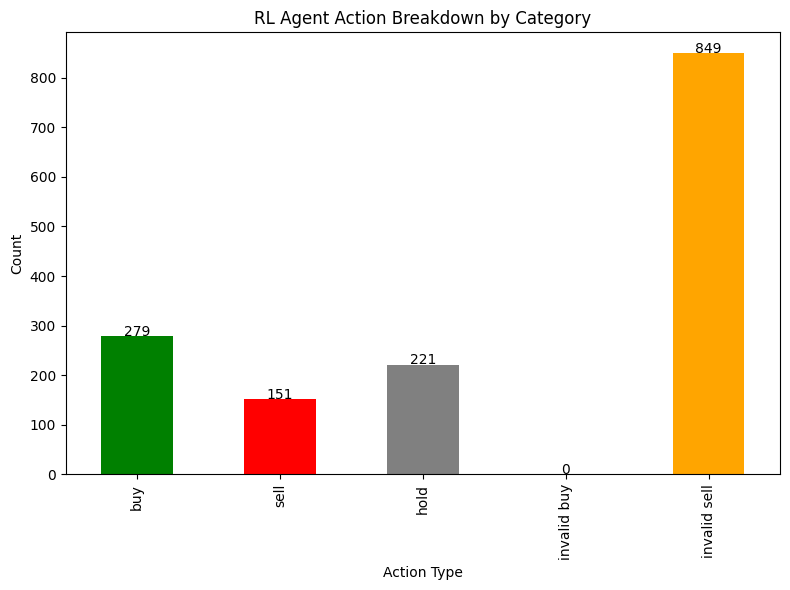 RL Agent Action Breakdown by Category
Count
800
700
600
500
400
300
200
100
0
279
151
221
0
849
buy
sell
hold
invalid buy
invalid sell
Action Type